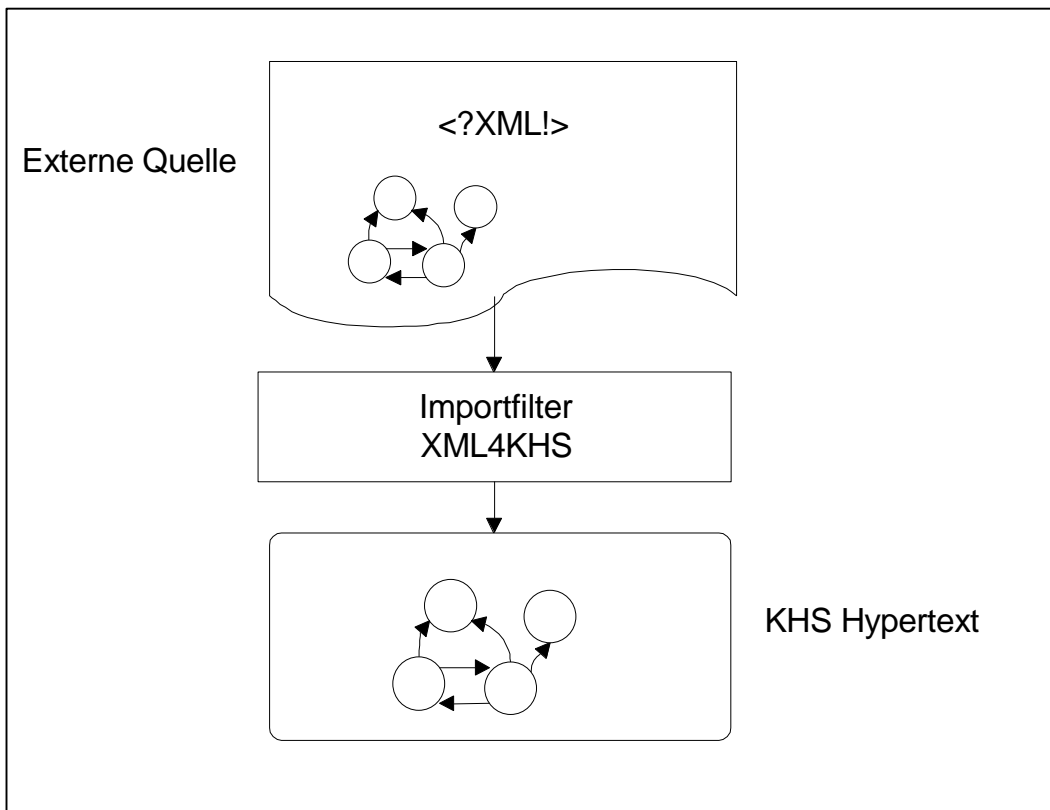 <?XML!>
Externe Quelle
Importfilter
XML4KHS
KHS Hypertext